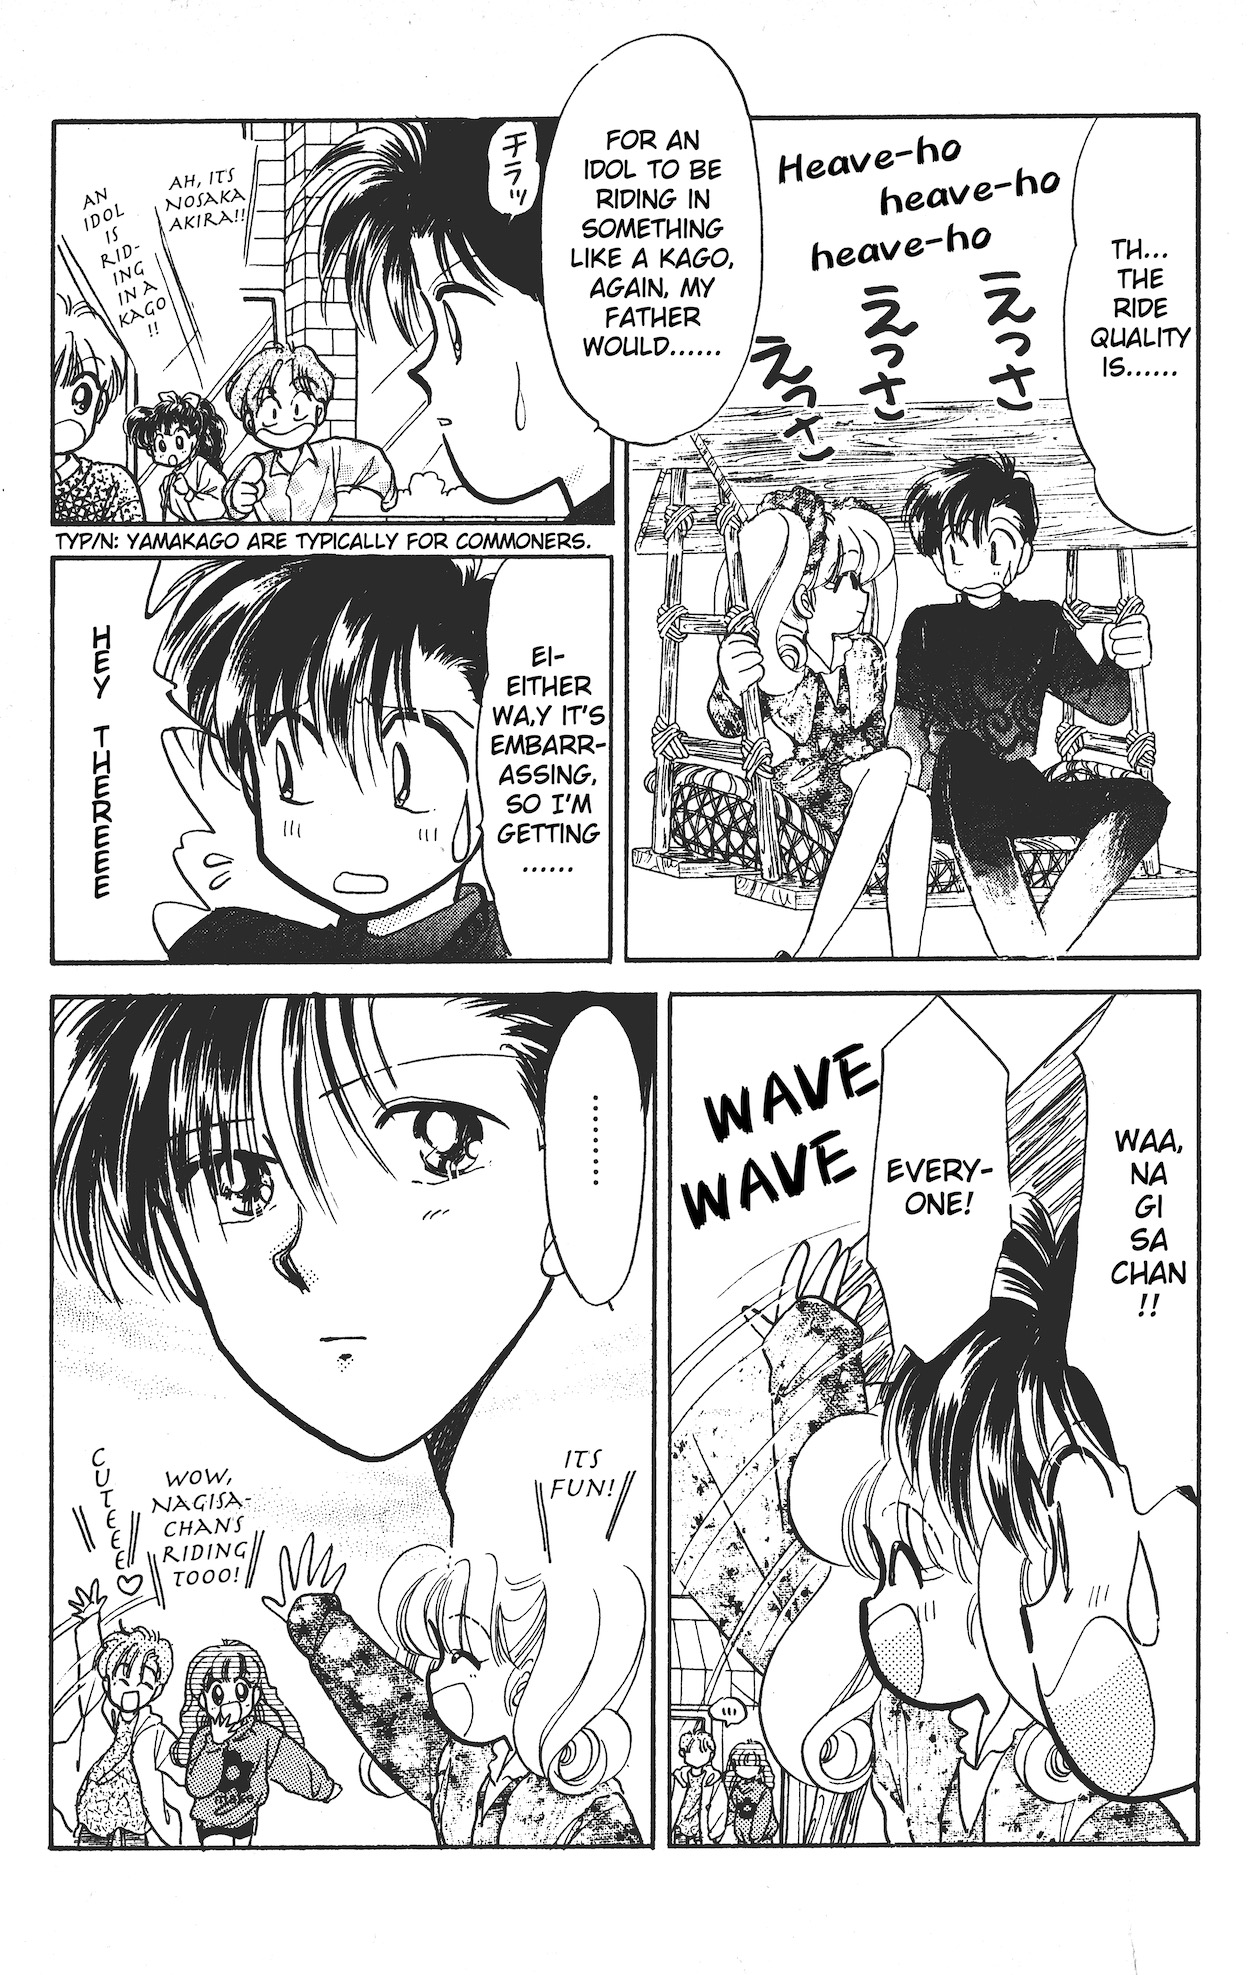 TH...
THE
RIDE
QUALITY
IS......
Heave-ho
heave-ho
heave-ho
えっさ
えっさ
えっさ
FOR AN
IDOL TO BE
RIDING IN
SOMETHING
LIKE A KAGO,
AGAIN, MY
FATHER
WOULD......
チラッ
AH, ITS
NOSAKA
AKIRA!!
AN
IDOL
IS
RID-
ING
IN A
KAGO
!!
TYP/N: YAMAKAGO ARE TYPICALLY FOR COMMONERS.
EI-
EITHER
WA,Y IT'S
EMBARR-
ASSING,
SO I'M
GETTING
......
HEY THEREEE
WAA,
NA
GI
SA
CHAN
!!
EVERY-
ONE!
WAVE
WAVE
.........
ITS
FUN!
WOW,
NAGISA-
CHANS
RIDING
TOOO!
CUTEEE♡